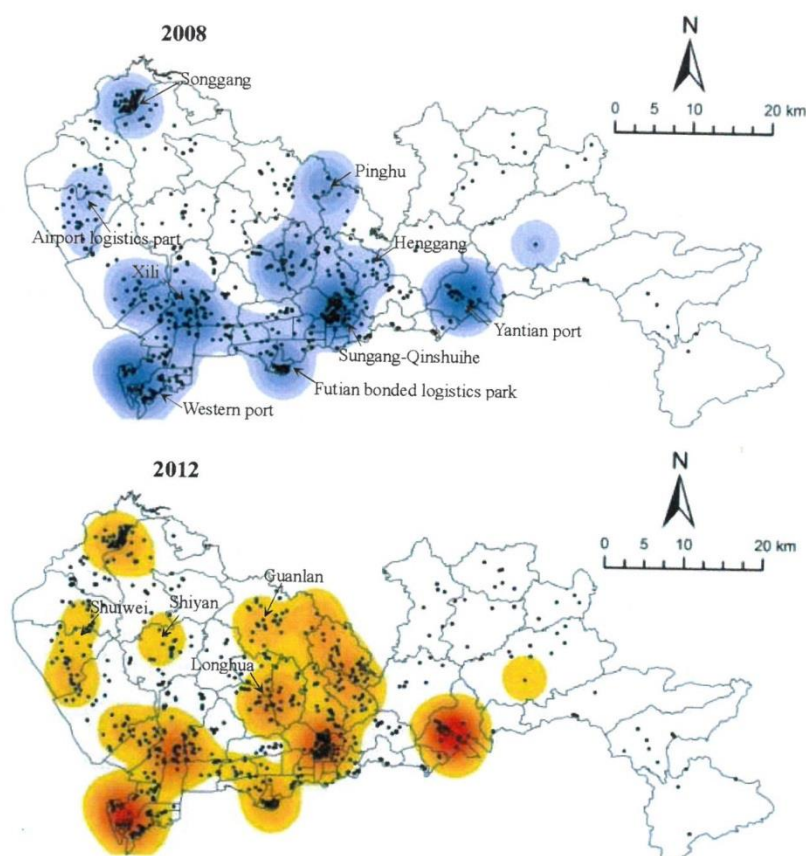 2008
N
0 5 10 20 km
Songgang
Pinghu
Airport logistics part
Henggang
Xili
Yantian port
Sungang-Qinshuihe
Futian bonded logistics park
Western port
2012
N
0 5 10 20 km
Guanlan
Shuiwei
Shiyan
Longhua